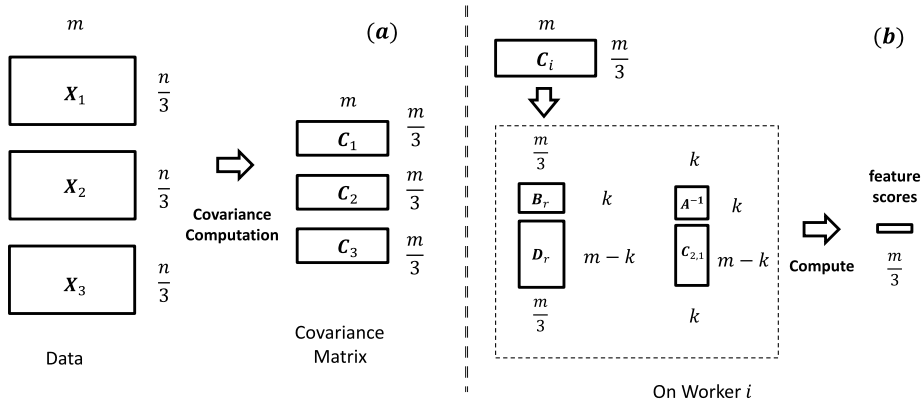 m
(a)
X₁
n/3
X₂
n/3
X₃
n/3
Data
Covariance
Computation
m
C₁
m/3
C₂
m/3
C₃
m/3
Covariance
Matrix
(b)
Cᵢ
m/3
m/3
Bᵣ
k
Dᵣ
m − k
m/3
k
A⁻¹
k
C₂,₁
m − k
k
Compute
feature
scores
m/3
On Worker i